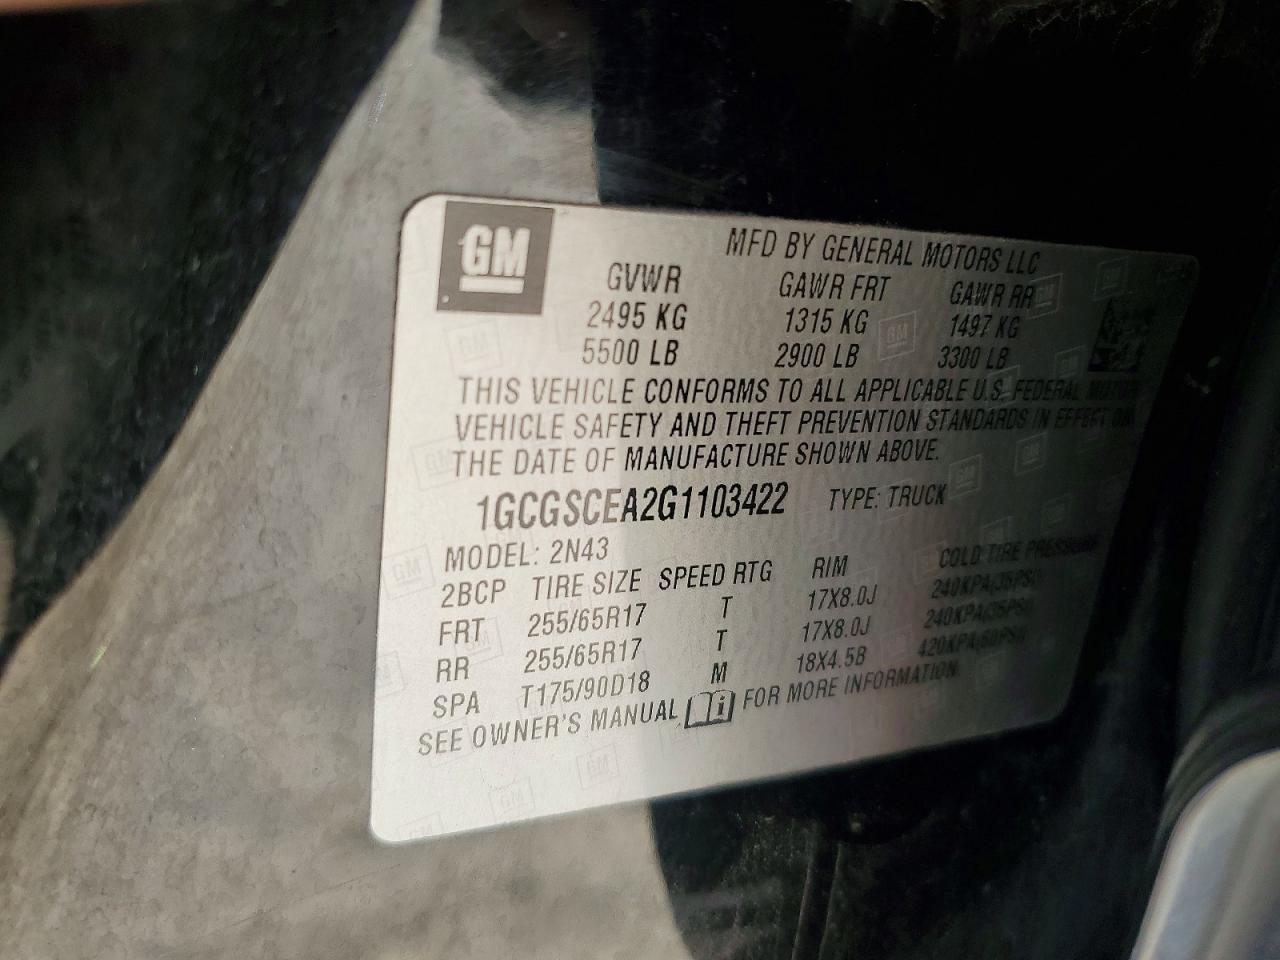 GM
MFD BY GENERAL MOTORS LLC
GVWR GAWR FRT GAWR RR
2495 KG 1315 KG 1497 KG
5500 LB 2900 LB 3300 LB
THIS VEHICLE CONFORMS TO ALL APPLICABLE U.S. FEDERAL MOTOR
VEHICLE SAFETY AND THEFT PREVENTION STANDARDS IN EFFECT ON
THE DATE OF MANUFACTURE SHOWN ABOVE.
1GCGSCEA2G1103422 TYPE: TRUCK
MODEL: 2N43
2BCP TIRE SIZE SPEED RTG RIM COLD TIRE PRESSURE
FRT 255/65R17 T 17X8.0J 240KPA/35PSI
RR 255/65R17 T 17X8.0J 240KPA/35PSI
SPA T175/90D18 M 18X4.5B 420KPA/60PSI
SEE OWNER'S MANUAL FOR MORE INFORMATION.